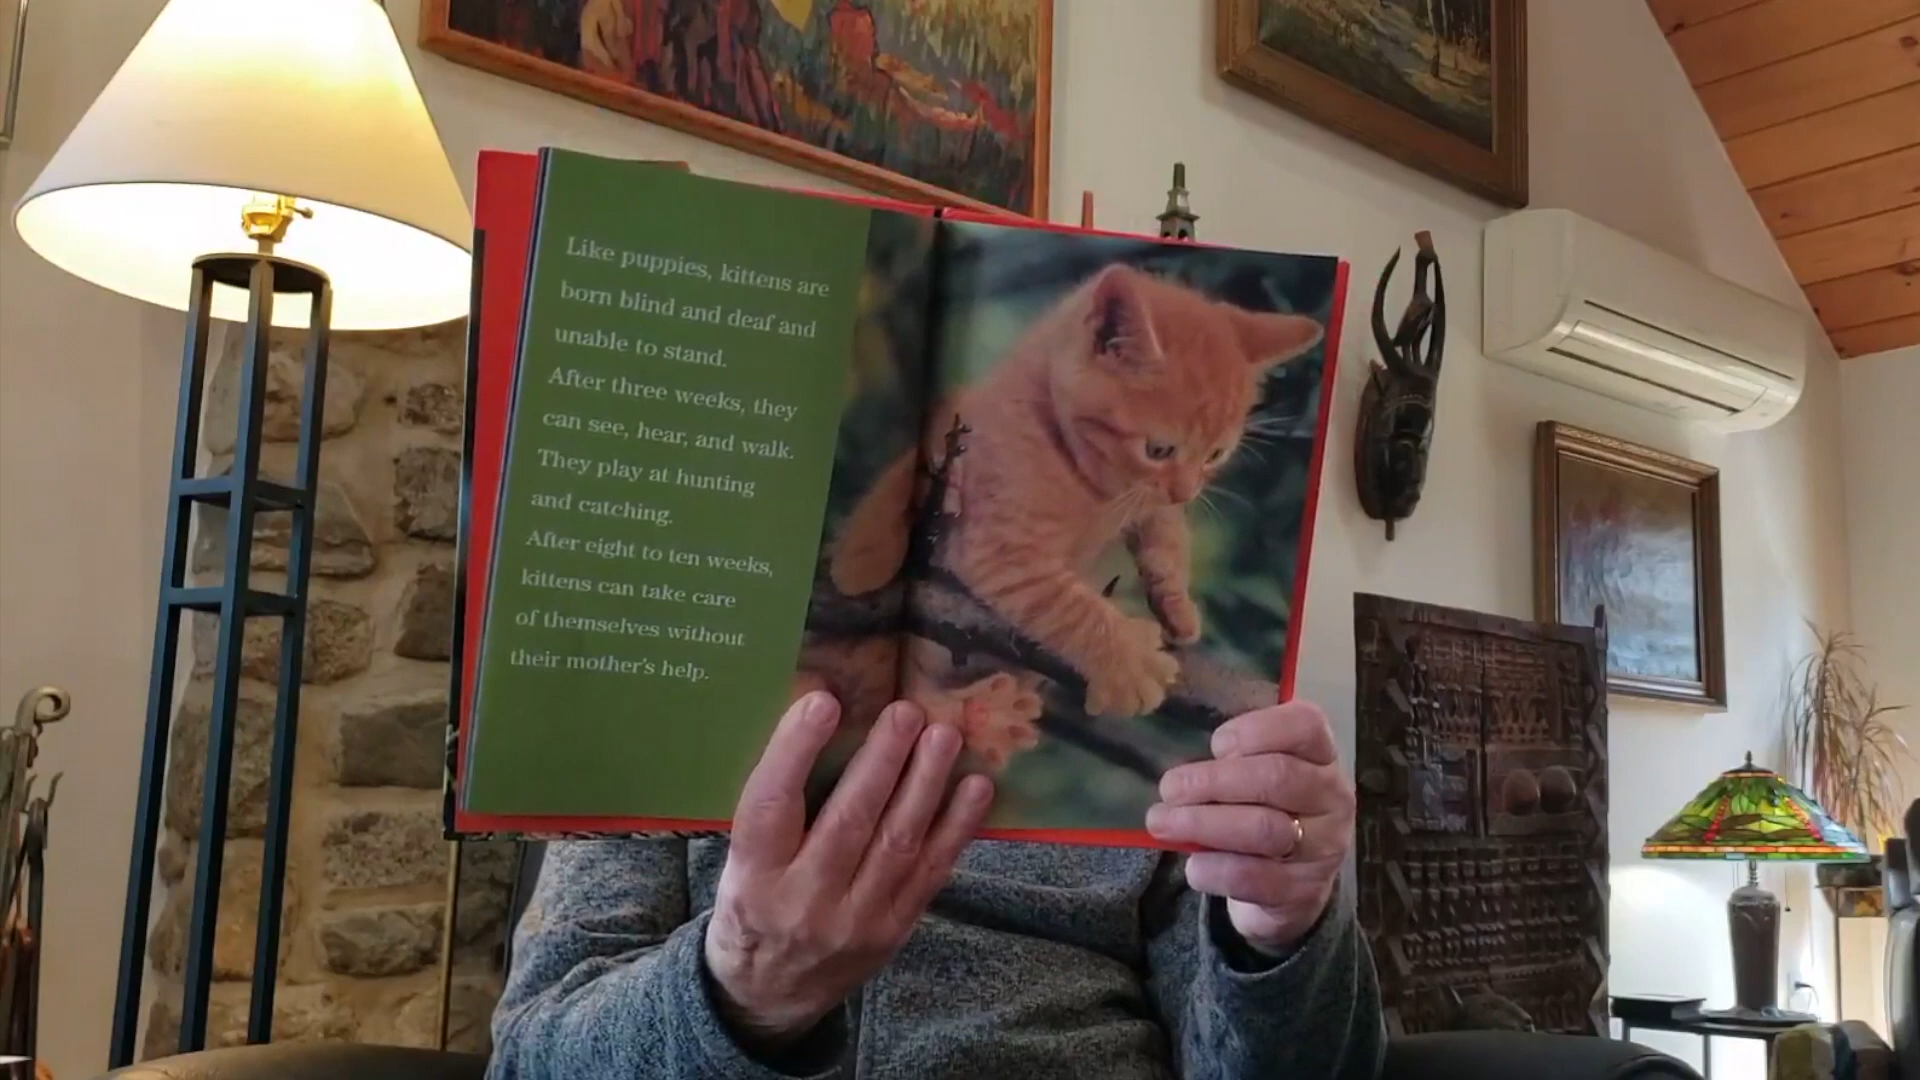 Like puppies, kittens are
born blind and deaf and
unable to stand.
After three weeks, they
can see, hear, and walk.
They play at hunting
and catching.
After eight to ten weeks,
kittens can take care
of themselves without
their mother's help.